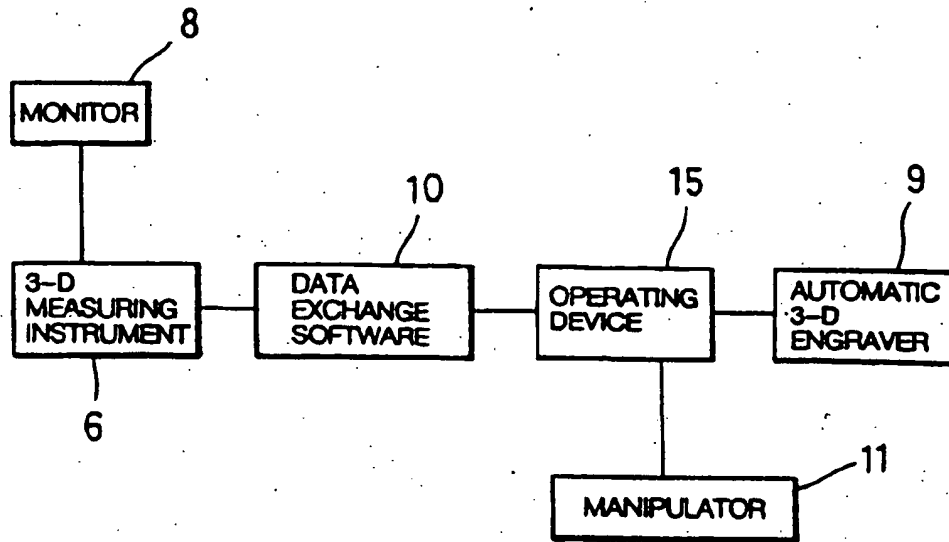 8
MONITOR
10
15
9
3-D
MEASURING
INSTRUMENT
DATA
EXCHANGE
SOFTWARE
OPERATING
DEVICE
AUTOMATIC
3-D
ENGRAVER
6
11
MANIPULATOR